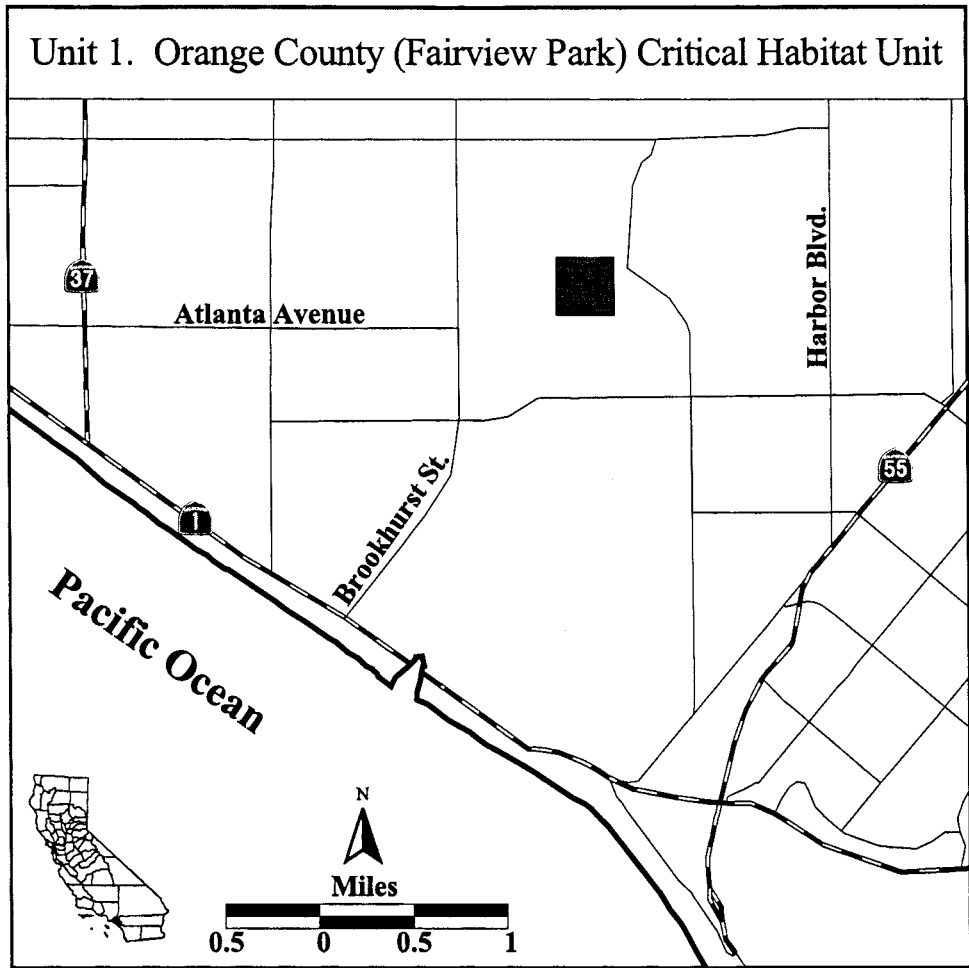 Unit 1. Orange County (Fairview Park) Critical Habitat Unit
37
Atlanta Avenue
Harbor Blvd.
55
Brookhurst St.
1
Pacific Ocean
N
Miles
0.5 0 0.5 1